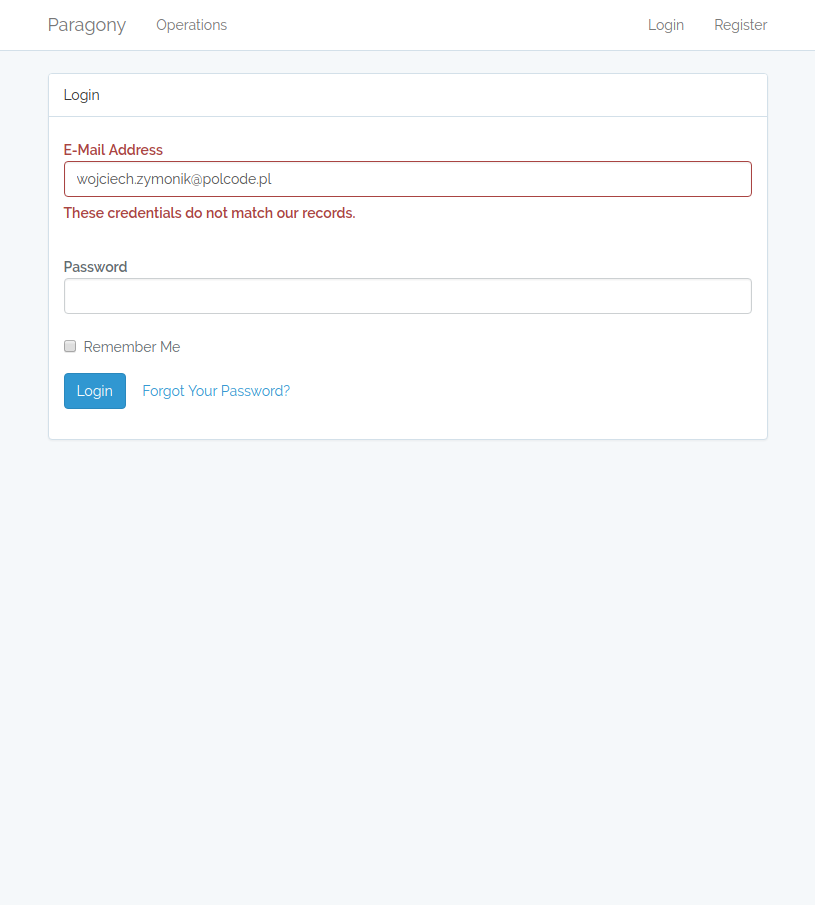 Paragony Operations Login Register
Login
E-Mail Address
wojciech.zymonik@polcode.pl
These credentials do not match our records.
Password
Remember Me
Login Forgot Your Password?